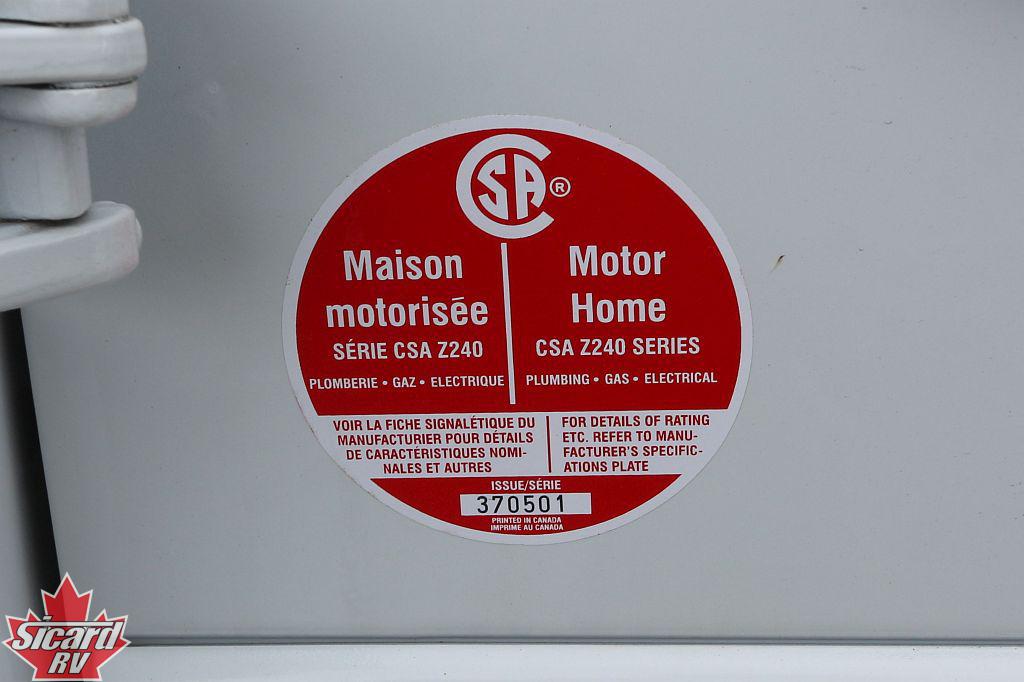 CSA®
Maison
motorisée
SÉRIE CSA Z240
PLOMBERIE • GAZ • ELECTRIQUE
Motor
Home
CSA Z240 SERIES
PLUMBING • GAS • ELECTRICAL
VOIR LA FICHE SIGNALÉTIQUE DU
MANUFACTURIER POUR DÉTAILS
DE CARACTÉRISTIQUES NOMI-
NALES ET AUTRES
FOR DETAILS OF RATING
ETC. REFER TO MANU-
FACTURER'S SPECIFIC-
ATIONS PLATE
ISSUE/SÉRIE
370501
PRINTED IN CANADA
IMPRIME AU CANADA
Sicard
RV